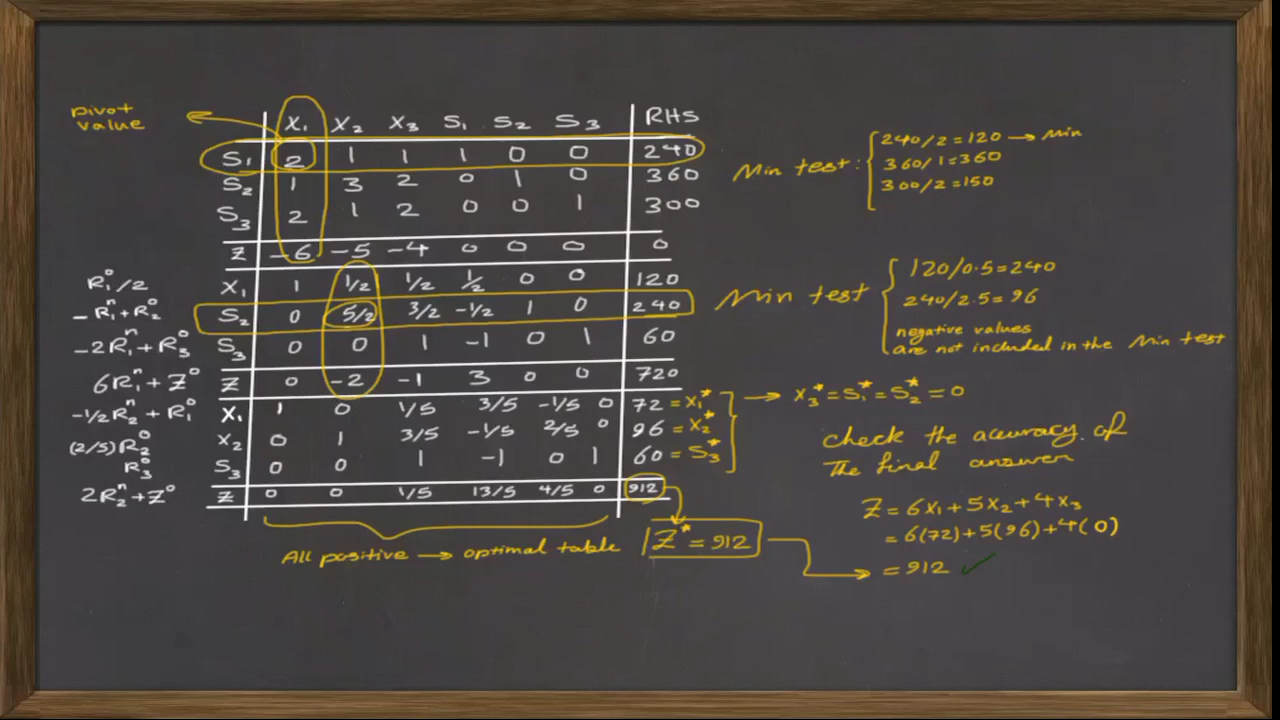 pivot
value
X₁ X₂ X₃ S₁ S₂ S₃ RHS
S₁ 2 1 1 1 0 0 240
S₂ 1 3 2 0 1 0 360
S₃ 2 1 2 0 0 1 300
Z -6 -5 -4 0 0 0 0
R₁⁰/2 X₁ 1 1/2 1/2 1/2 0 0 120
-R₁ⁿ+R₂⁰ S₂ 0 5/2 3/2 -1/2 1 0 240
-2R₁ⁿ+R₃⁰ S₃ 0 0 1 -1 0 1 60
6R₁ⁿ+Z⁰ Z 0 -2 -1 3 0 0 720
-1/2R₂ⁿ+R₁⁰ X₁ 1 0 1/5 3/5 -1/5 0 72 = X₁*
(2/5)R₂⁰ X₂ 0 1 3/5 -1/5 2/5 0 96 = X₂*
R₃⁰ S₃ 0 0 1 -1 0 1 60 = S₃*
2R₂ⁿ+Z⁰ Z 0 0 1/5 13/5 4/5 0 912
All positive → optimal table
Z* = 912
Min test: 240/2=120 → Min
360/1=360
300/2=150
Min test 120/0.5=240
240/2.5=96
negative values
are not included in the Min test
→ X₃*=S₁*=S₂*=0
check the accuracy of
the final answer
Z=6X₁+5X₂+4X₃
=6(72)+5(96)+4(0)
=912 ✓